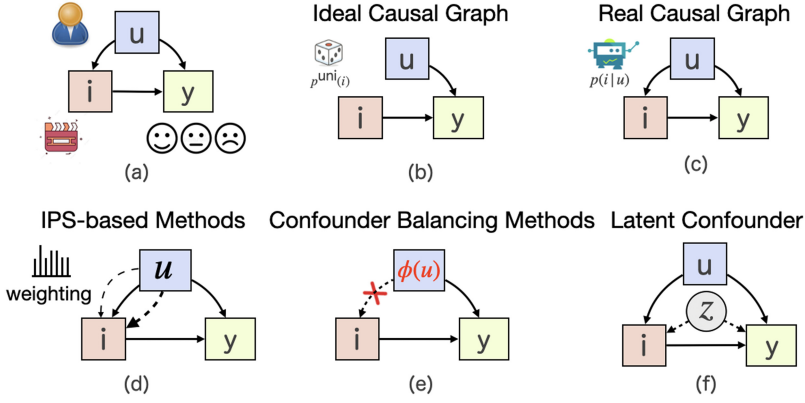 u
i
y
(a)
Ideal Causal Graph
p^uni(i)
u
i
y
(b)
Real Causal Graph
p(i|u)
u
i
y
(c)
IPS-based Methods
weighting
u
i
y
(d)
Confounder Balancing Methods
ϕ(u)
i
y
(e)
Latent Confounder
u
z
i
y
(f)